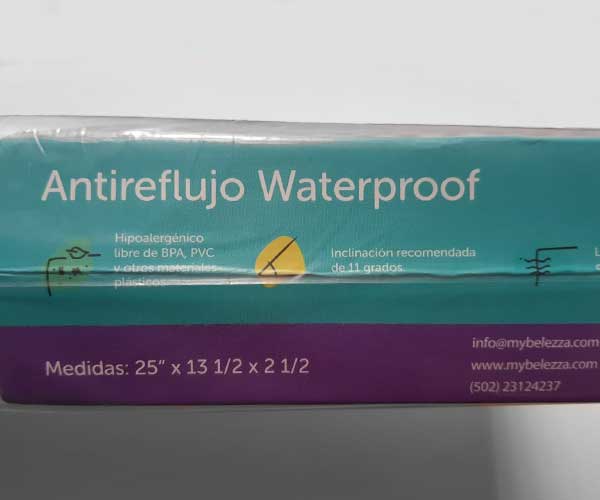 Antireflujo Waterproof
Hipoalergénico
libre de BPA, PVC
y otros materiales
plásticos.
Inclinación recomendada
de 11 grados.
L
info@mybelezza.com
Medidas: 25" x 13 1/2 x 2 1/2
www.mybelezza.com
(502) 23124237